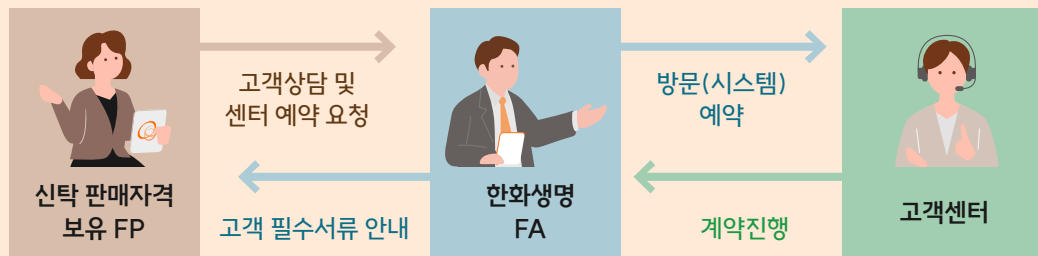 고객상담 및
센터 예약 요청
방문(시스템)
예약
신탁 판매자격
보유 FP
고객 필수서류 안내
한화생명
FA
계약진행
고객센터